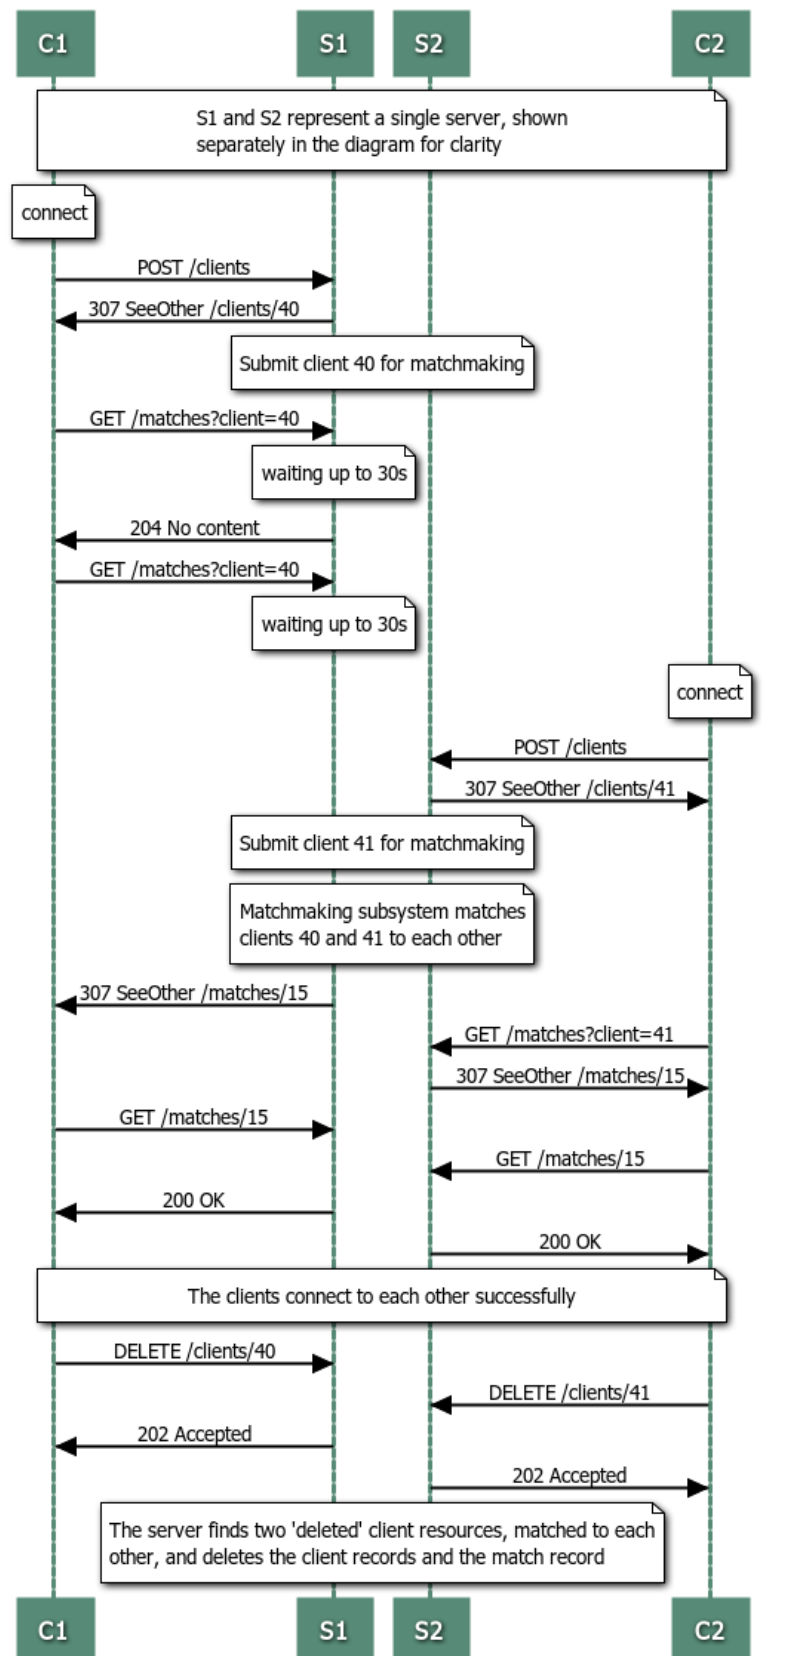 C1 S1 S2 C2
S1 and S2 represent a single server, shown
separately in the diagram for clarity
connect
POST /clients
307 SeeOther /clients/40
Submit client 40 for matchmaking
GET /matches?client=40
waiting up to 30s
204 No content
GET /matches?client=40
waiting up to 30s
connect
POST /clients
307 SeeOther /clients/41
Submit client 41 for matchmaking
Matchmaking subsystem matches
clients 40 and 41 to each other
307 SeeOther /matches/15
GET /matches?client=41
307 SeeOther /matches/15
GET /matches/15
GET /matches/15
200 OK
200 OK
The clients connect to each other successfully
DELETE /clients/40
DELETE /clients/41
202 Accepted
202 Accepted
The server finds two 'deleted' client resources, matched to each
other, and deletes the client records and the match record
C1 S1 S2 C2